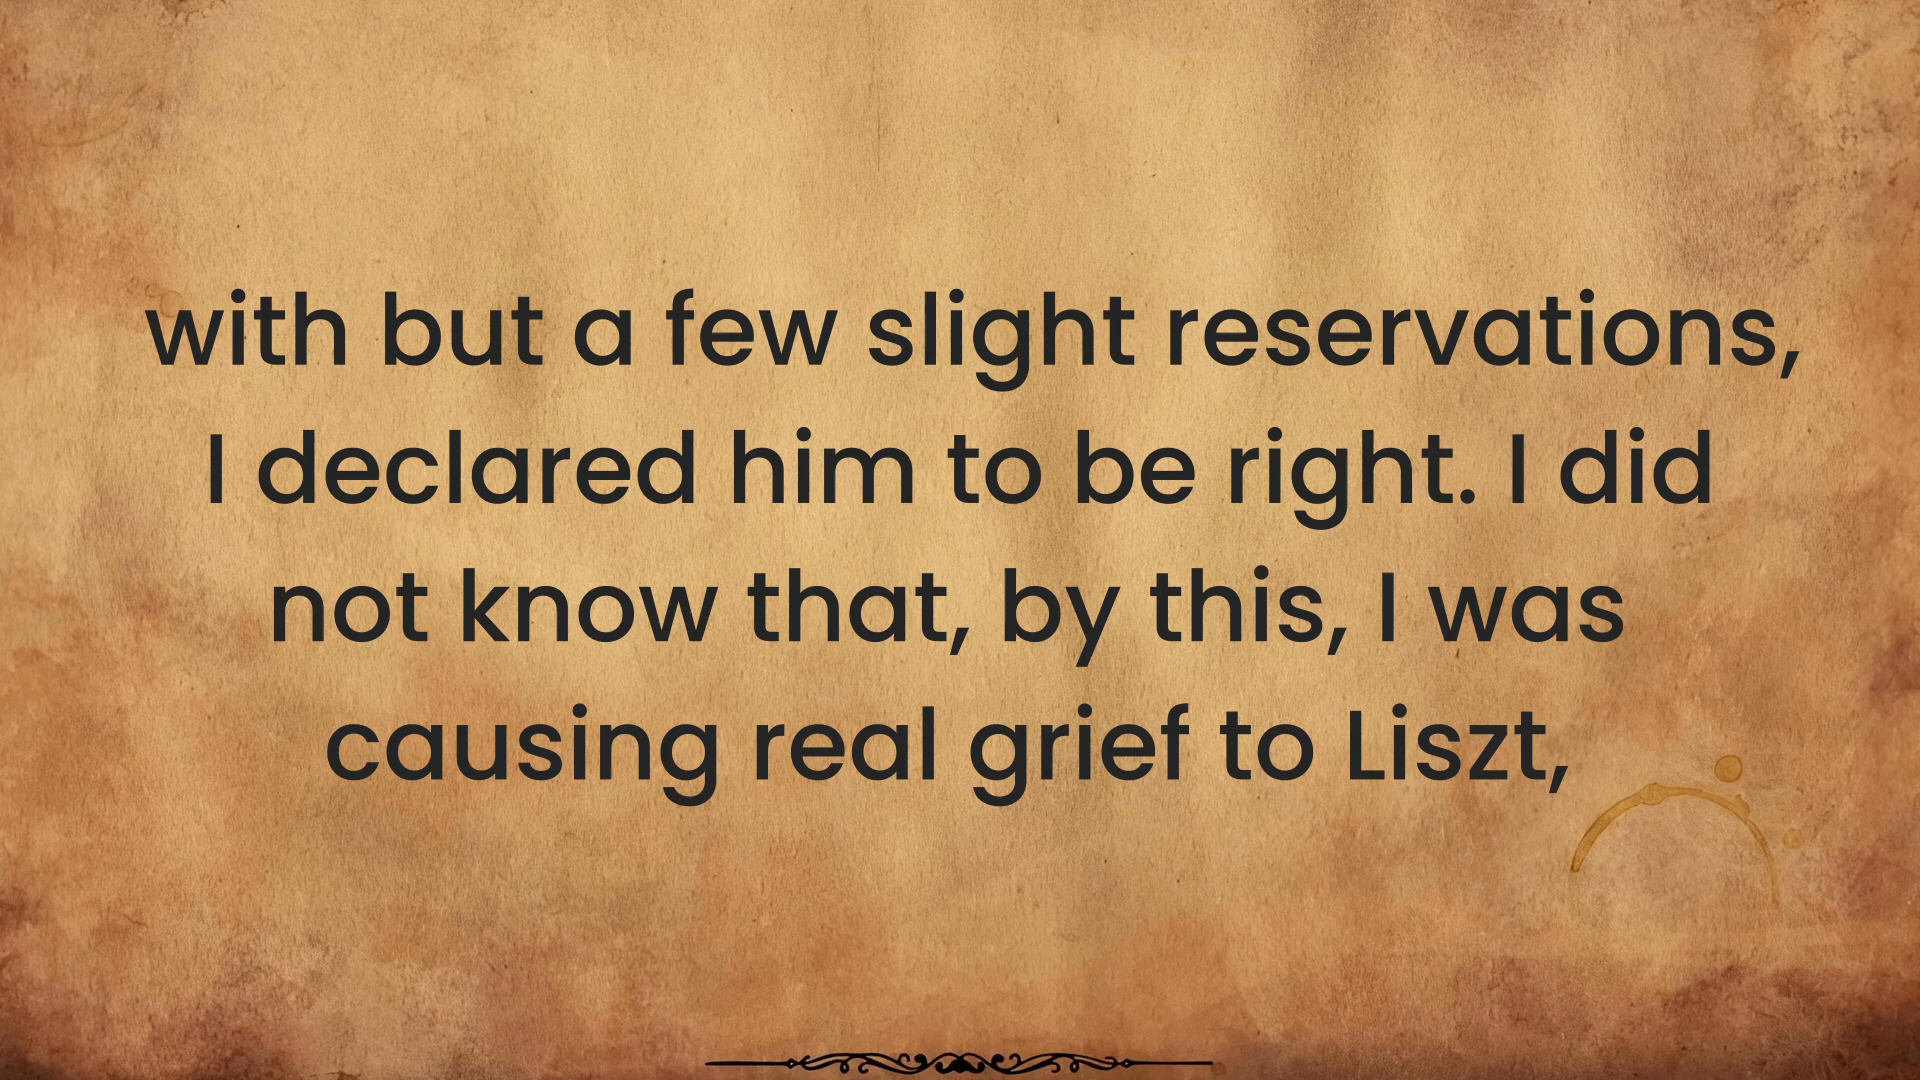 with but a few slight reservations,
I declared him to be right. I did
not know that, by this, I was
causing real grief to Liszt,